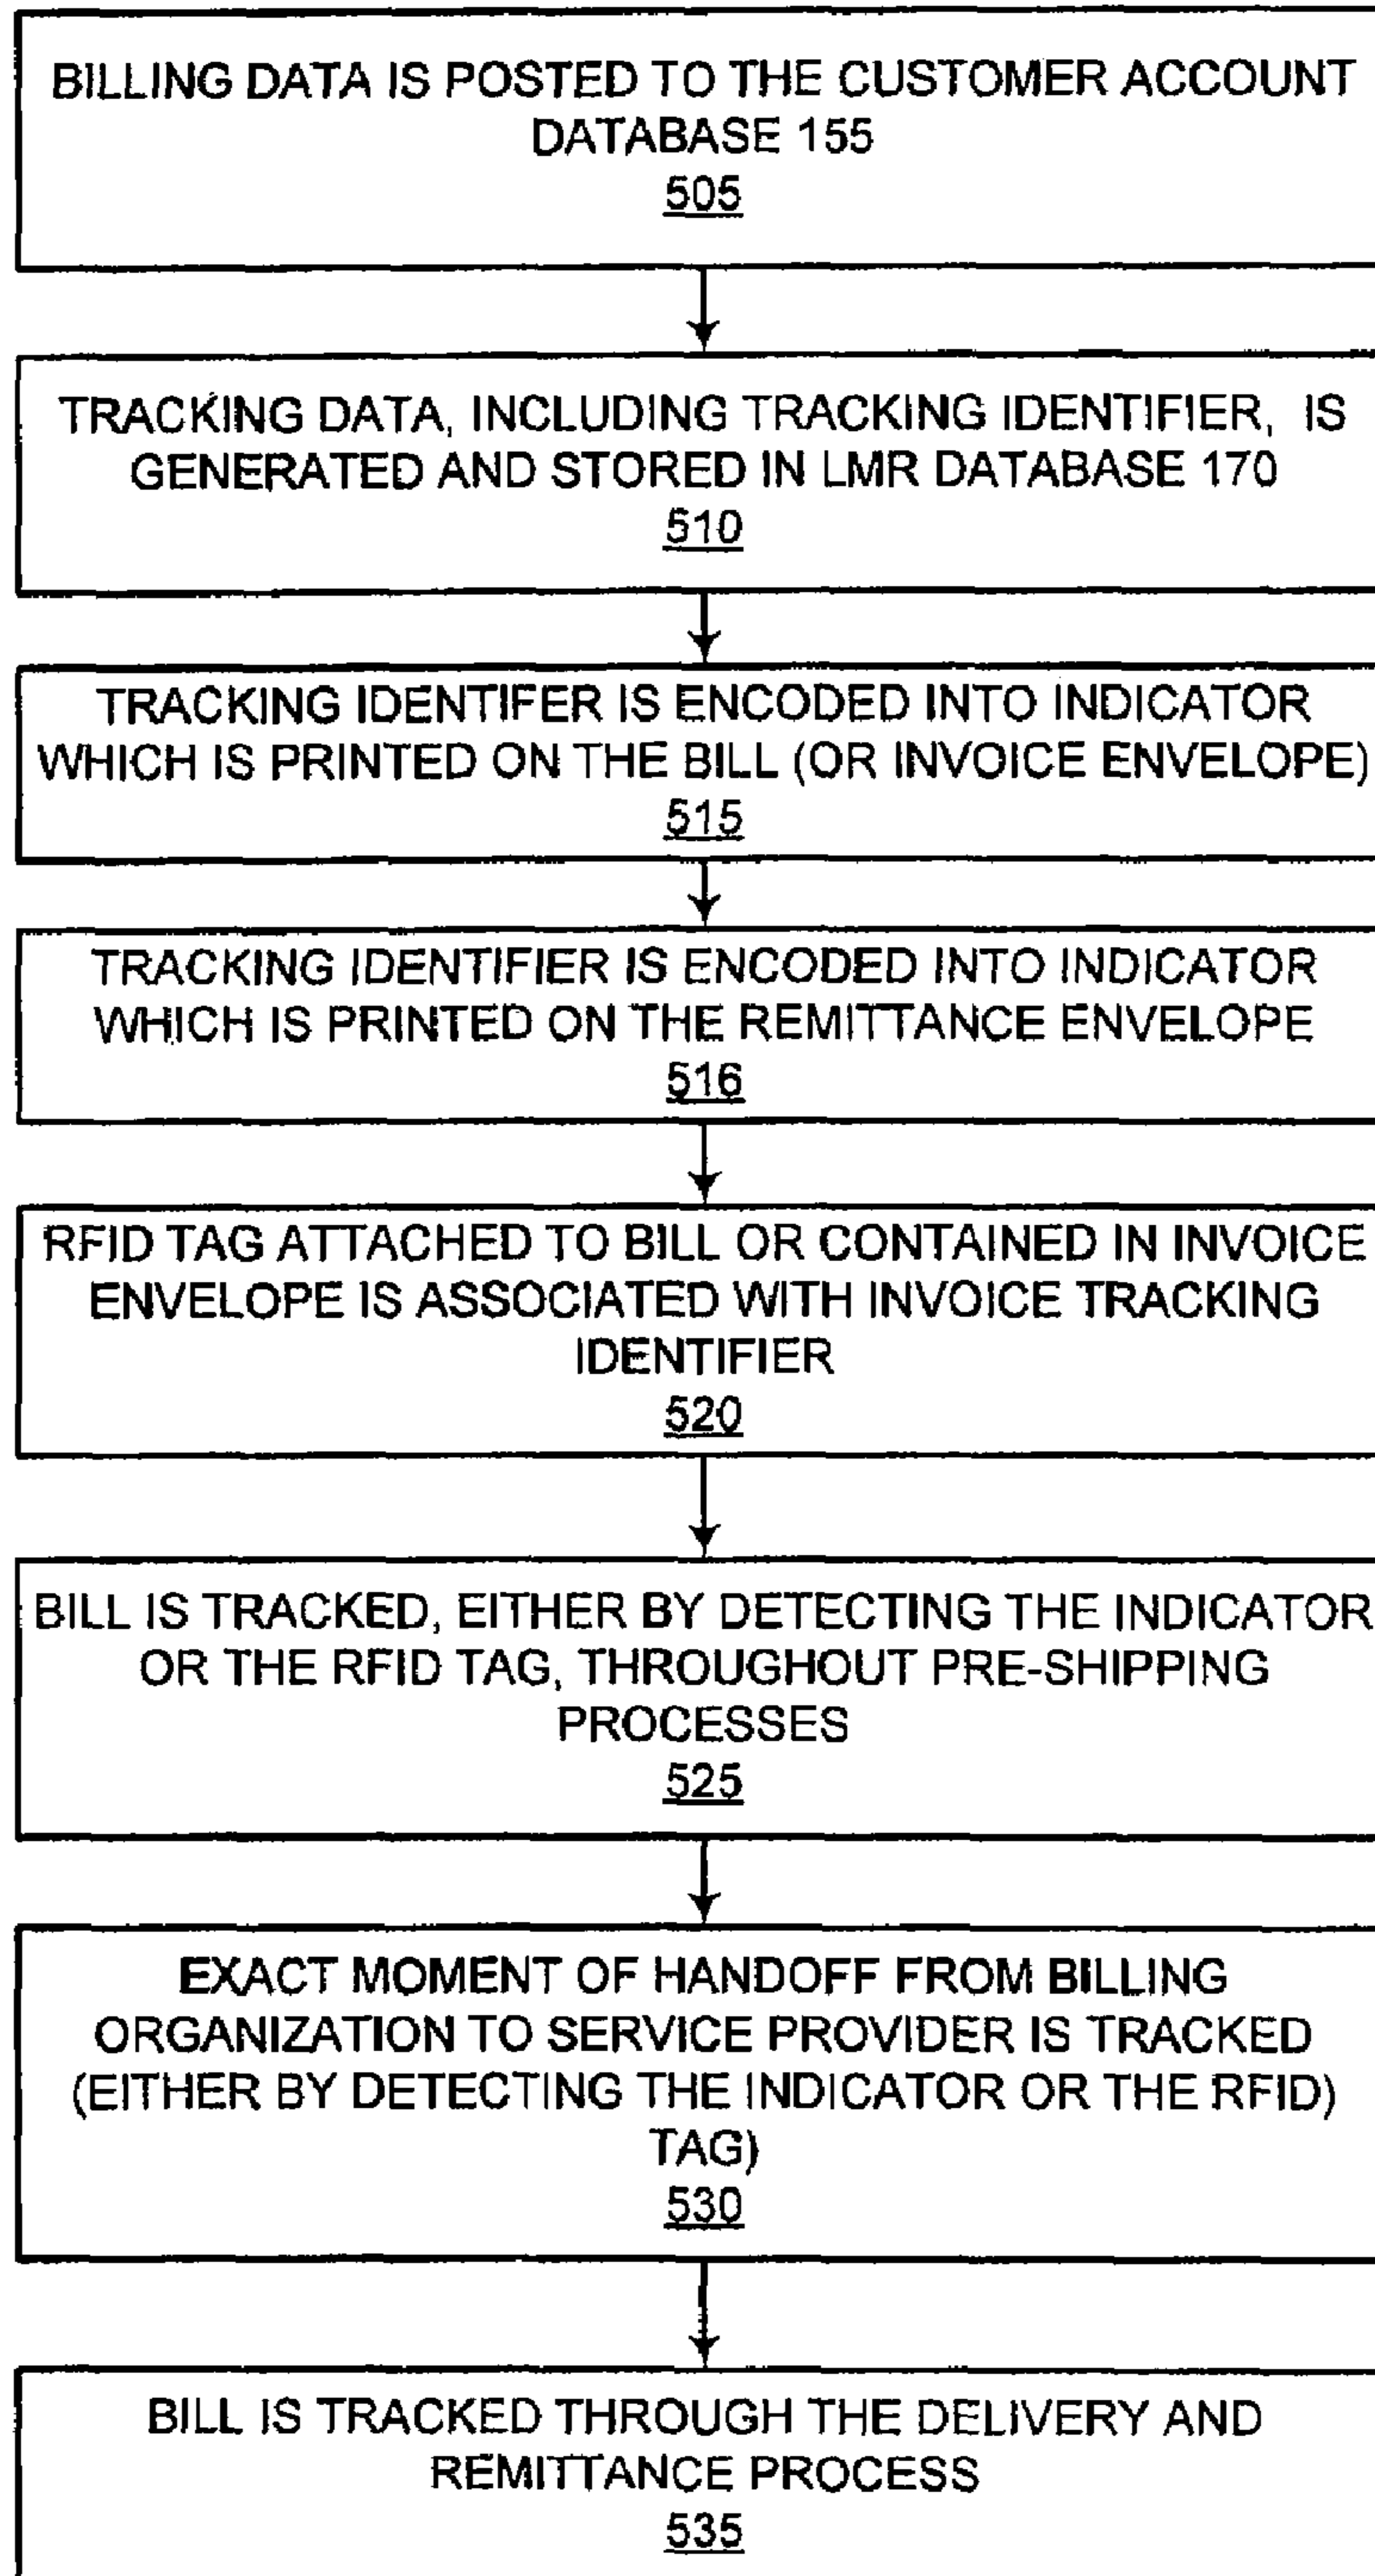 BILLING DATA IS POSTED TO THE CUSTOMER ACCOUNT
DATABASE 155
505
TRACKING DATA, INCLUDING TRACKING IDENTIFIER, IS
GENERATED AND STORED IN LMR DATABASE 170
510
TRACKING IDENTIFER IS ENCODED INTO INDICATOR
WHICH IS PRINTED ON THE BILL (OR INVOICE ENVELOPE)
515
TRACKING IDENTIFIER IS ENCODED INTO INDICATOR
WHICH IS PRINTED ON THE REMITTANCE ENVELOPE
516
RFID TAG ATTACHED TO BILL OR CONTAINED IN INVOICE
ENVELOPE IS ASSOCIATED WITH INVOICE TRACKING
IDENTIFIER
520
BILL IS TRACKED, EITHER BY DETECTING THE INDICATOR
OR THE RFID TAG, THROUGHOUT PRE-SHIPPING
PROCESSES
525
EXACT MOMENT OF HANDOFF FROM BILLING
ORGANIZATION TO SERVICE PROVIDER IS TRACKED
(EITHER BY DETECTING THE INDICATOR OR THE RFID)
TAG)
530
BILL IS TRACKED THROUGH THE DELIVERY AND
REMITTANCE PROCESS
535